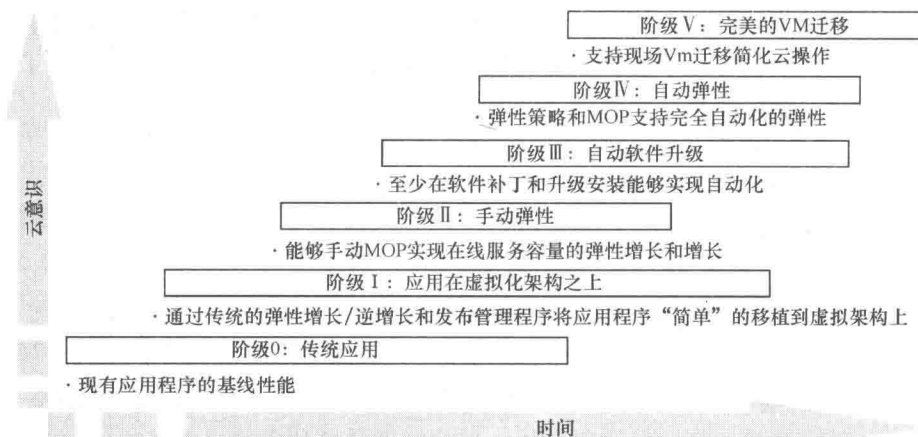 阶级Ⅴ：完美的VM迁移
· 支持现场Vm迁移简化云操作
阶级Ⅳ：自动弹性
· 弹性策略和MOP支持完全自动化的弹性
阶级Ⅲ：自动软件升级
· 至少在软件补丁和升级安装能够实现自动化
阶级Ⅱ：手动弹性
· 能够手动MOP实现在线服务容量的弹性增长和增长
阶级Ⅰ：应用在虚拟化架构之上
· 通过传统的弹性增长/逆增长和发布管理程序将应用程序“简单”的移植到虚拟架构上
阶级0：传统应用
· 现有应用程序的基线性能
云意识
时间